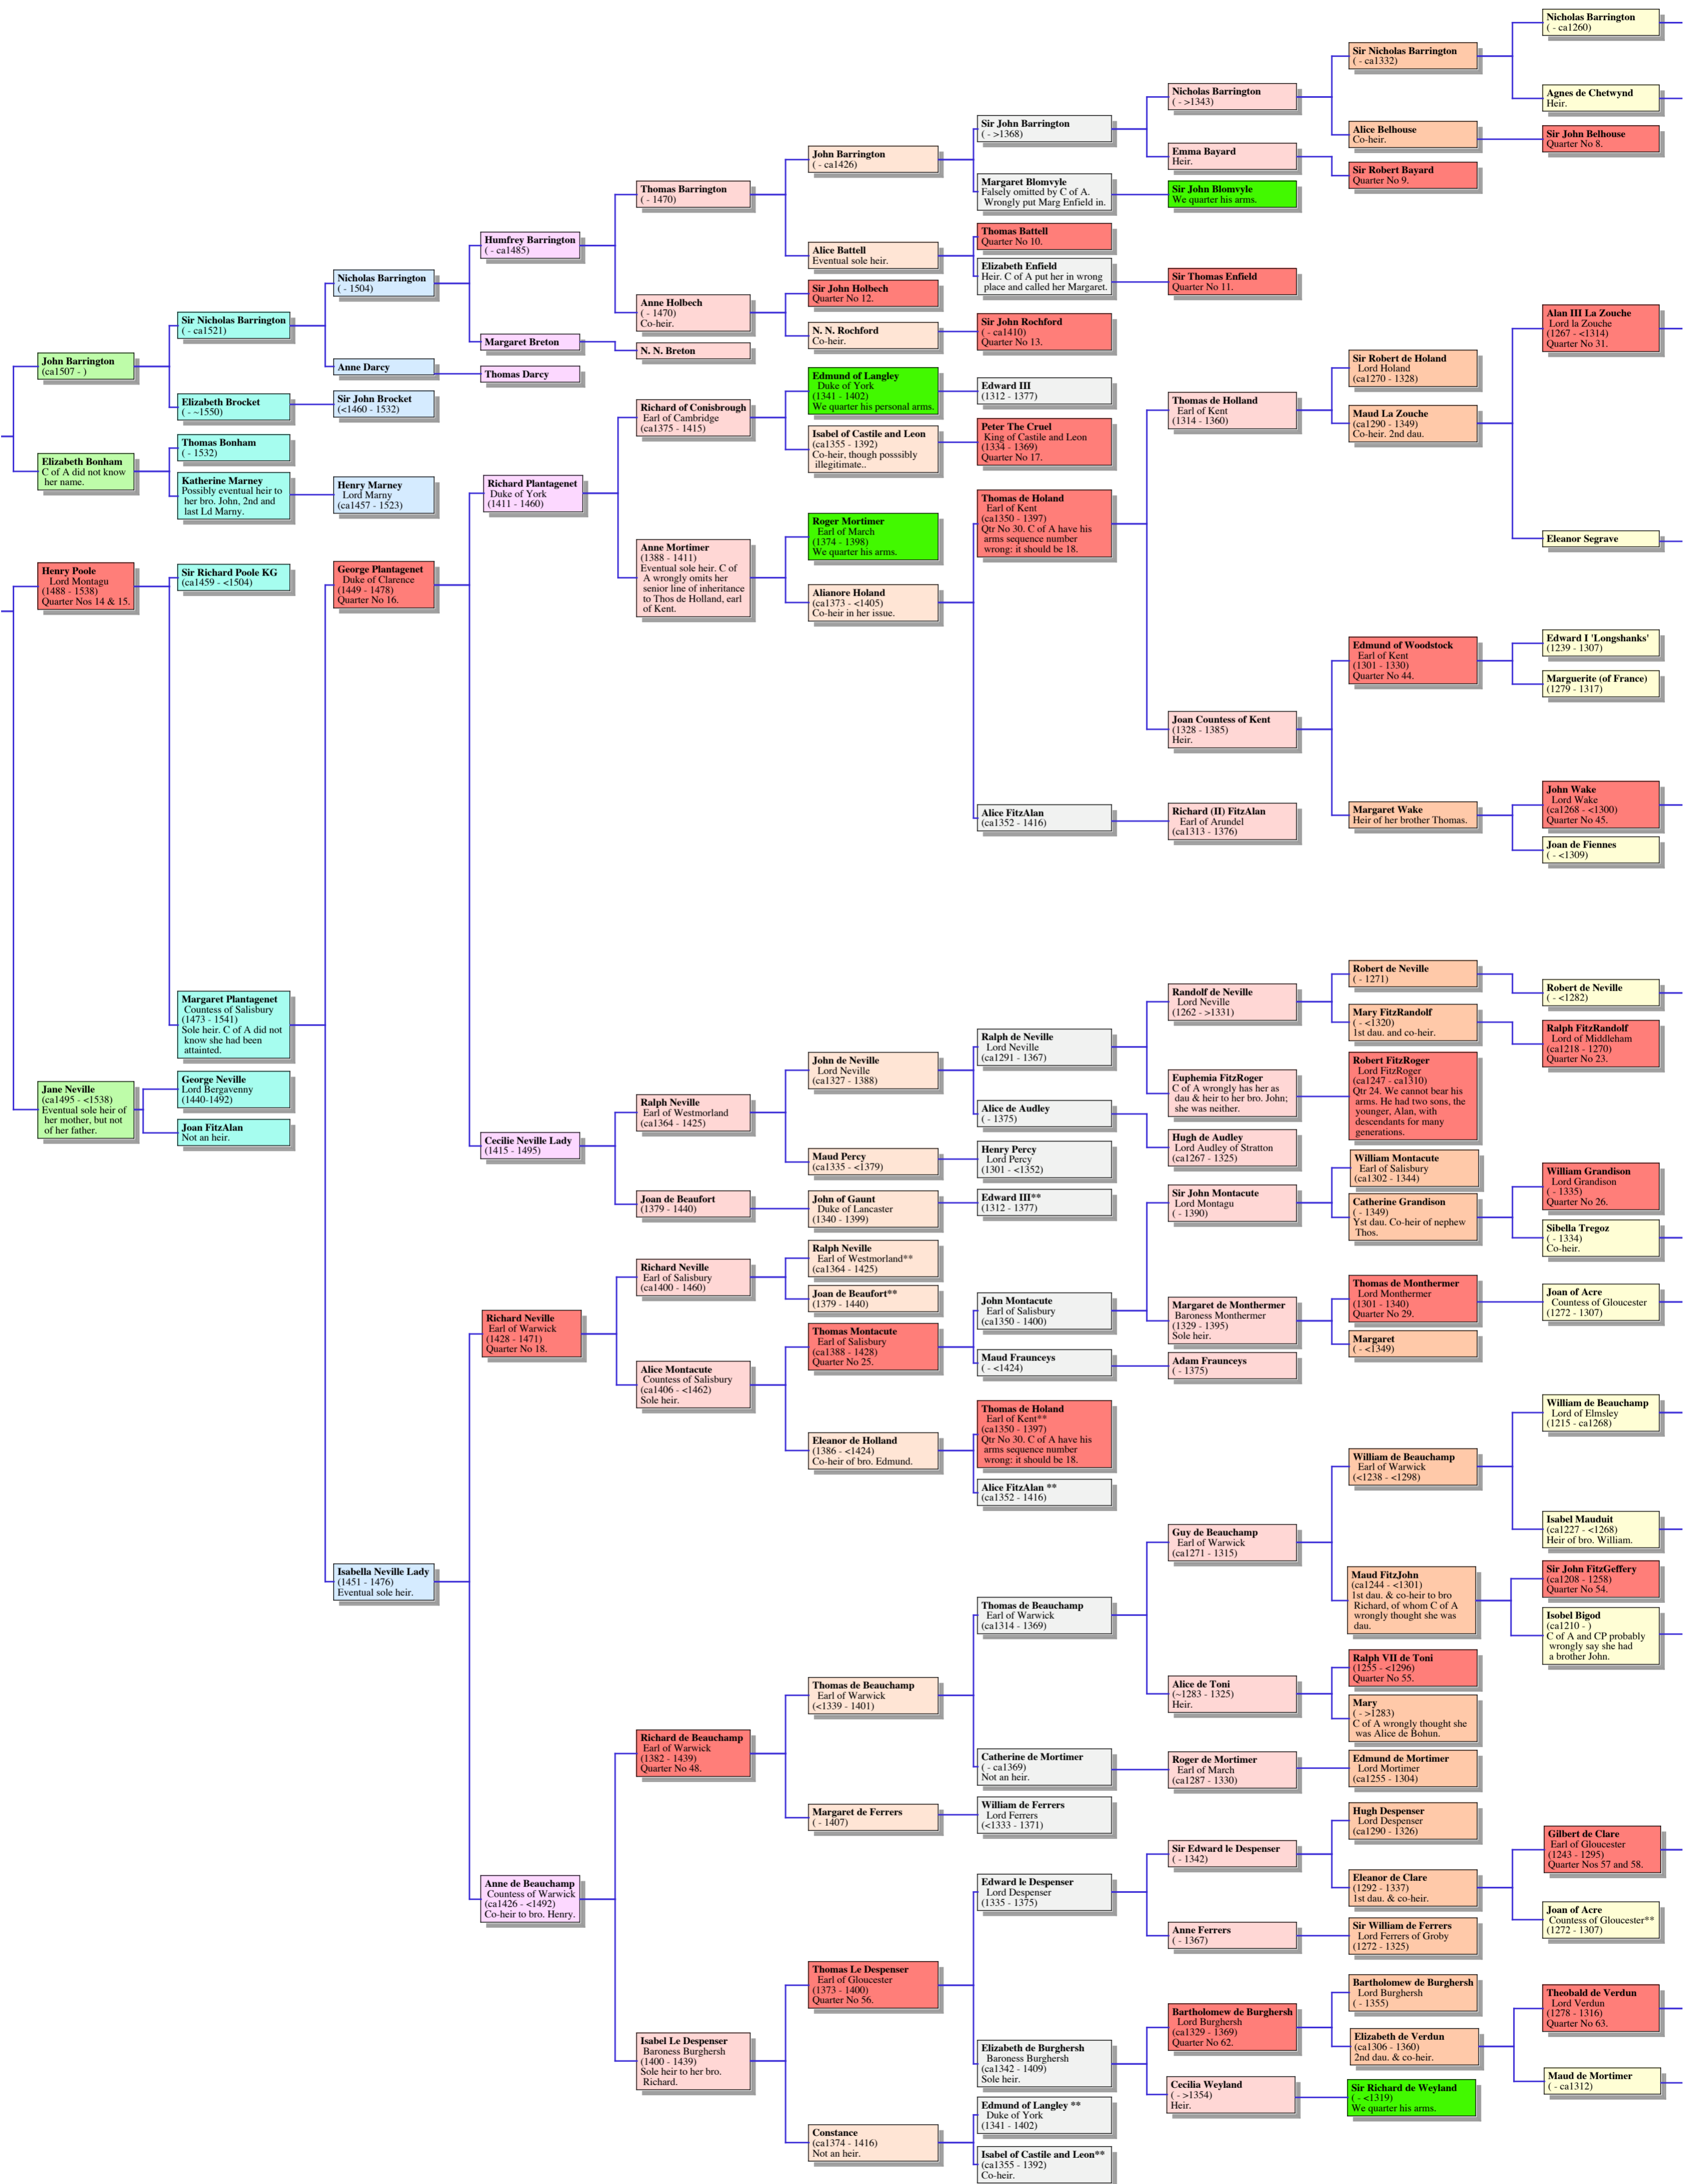 John Barrington
(ca1507 - )
Elizabeth Bonham
C of A did not know
her name.
Henry Poole
Lord Montagu
(1488 - 1538)
Quarter Nos 14 & 15.
Jane Neville
(ca1495 - <1538)
Eventual sole heir of
her mother, but not
of her father.
Sir Nicholas Barrington
( - ca1521)
Elizabeth Brocket
( - ~1550)
Thomas Bonham
( - 1532)
Katherine Marney
Possibly eventual heir to
her bro. John, 2nd and
last Ld Marny.
Sir Richard Poole KG
(ca1459 - <1504)
Margaret Plantagenet
Countess of Salisbury
(1473 - 1541)
Sole heir. C of A did not
know she had been
attainted.
George Neville
Lord Bergavenny
(1440-1492)
Joan FitzAlan
Not an heir.
Nicholas Barrington
( - 1504)
Anne Darcy
Sir John Brocket
(<1460 - 1532)
Henry Marney
Lord Marny
(ca1457 - 1523)
George Plantagenet
Duke of Clarence
(1449 - 1478)
Quarter No 16.
Isabella Neville Lady
(1451 - 1476)
Eventual sole heir.
Humfrey Barrington
( - ca1485)
Margaret Breton
Thomas Darcy
Richard Plantagenet
Duke of York
(1411 - 1460)
Cecilie Neville Lady
(1415 - 1495)
Richard Neville
Earl of Warwick
(1428 - 1471)
Quarter No 18.
Anne de Beauchamp
Countess of Warwick
(ca1426 - <1492)
Co-heir to bro. Henry.
Thomas Barrington
( - 1470)
Anne Holbech
( - 1470)
Co-heir.
N. N. Breton
Richard of Conisbrough
Earl of Cambridge
(ca1375 - 1415)
Anne Mortimer
(1388 - 1411)
Eventual sole heir. C of
A wrongly omits her
senior line of inheritance
to Thos de Holland, earl
of Kent.
Ralph Neville
Earl of Westmorland
(ca1364 - 1425)
Joan de Beaufort
(1379 - 1440)
Richard Neville
Earl of Salisbury
(ca1400 - 1460)
Alice Montacute
Countess of Salisbury
(ca1406 - <1462)
Sole heir.
Richard de Beauchamp
Earl of Warwick
(1382 - 1439)
Quarter No 48.
Isabel Le Despenser
Baroness Burghersh
(1400 - 1439)
Sole heir to her bro.
Richard.
John Barrington
( - ca1426)
Alice Battell
Eventual sole heir.
Sir John Holbech
Quarter No 12.
N. N. Rochford
Co-heir.
Edmund of Langley
Duke of York
(1341 - 1402)
We quarter his personal arms.
Isabel of Castile and Leon
(ca1355 - 1392)
Co-heir, though posssibly
illegitimate..
Roger Mortimer
Earl of March
(1374 - 1398)
We quarter his arms.
Alianore Holand
(ca1373 - <1405)
Co-heir in her issue.
John de Neville
Lord Neville
(ca1327 - 1388)
Maud Percy
(ca1335 - <1379)
John of Gaunt
Duke of Lancaster
(1340 - 1399)
Ralph Neville
Earl of Westmorland**
(ca1364 - 1425)
Joan de Beaufort**
(1379 - 1440)
Thomas Montacute
Earl of Salisbury
(ca1388 - 1428)
Quarter No 25.
Eleanor de Holland
(1386 - <1424)
Co-heir of bro. Edmund.
Thomas de Beauchamp
Earl of Warwick
(<1339 - 1401)
Margaret de Ferrers
( - 1407)
Thomas Le Despenser
Earl of Gloucester
(1373 - 1400)
Quarter No 56.
Constance
(ca1374 - 1416)
Not an heir.
Sir John Barrington
( - >1368)
Margaret Blomvyle
Falsely omitted by C of A.
Wrongly put Marg Enfield in.
Thomas Battell
Quarter No 10.
Elizabeth Enfield
Heir. C of A put her in wrong
place and called her Margaret.
Sir John Rochford
( - ca1410)
Quarter No 13.
Edward III
(1312 - 1377)
Peter The Cruel
King of Castile and Leon
(1334 - 1369)
Quarter No 17.
Thomas de Holand
Earl of Kent
(ca1350 - 1397)
Qtr No 30. C of A have his
arms sequence number
wrong: it should be 18.
Alice FitzAlan
(ca1352 - 1416)
Ralph de Neville
Lord Neville
(ca1291 - 1367)
Alice de Audley
( - 1375)
Henry Percy
Lord Percy
(1301 - <1352)
Edward III**
(1312 - 1377)
John Montacute
Earl of Salisbury
(ca1350 - 1400)
Maud Fraunceys
( - <1424)
Thomas de Holand
Earl of Kent**
(ca1350 - 1397)
Qtr No 30. C of A have his
arms sequence number
wrong: it should be 18.
Alice FitzAlan **
(ca1352 - 1416)
Thomas de Beauchamp
Earl of Warwick
(ca1314 - 1369)
Catherine de Mortimer
( - ca1369)
Not an heir.
William de Ferrers
Lord Ferrers
(<1333 - 1371)
Edward le Despenser
Lord Despenser
(1335 - 1375)
Elizabeth de Burghersh
Baroness Burghersh
(ca1342 - 1409)
Sole heir.
Edmund of Langley **
Duke of York
(1341 - 1402)
Isabel of Castile and Leon**
(ca1355 - 1392)
Co-heir.
Nicholas Barrington
( - >1343)
Emma Bayard
Heir.
Sir John Blomvyle
We quarter his arms.
Sir Thomas Enfield
Quarter No 11.
Thomas de Holland
Earl of Kent
(1314 - 1360)
Joan Countess of Kent
(1328 - 1385)
Heir.
Richard (II) FitzAlan
Earl of Arundel
(ca1313 - 1376)
Randolf de Neville
Lord Neville
(1262 - >1331)
Euphemia FitzRoger
C of A wrongly has her as
dau & heir to her bro. John;
she was neither.
Hugh de Audley
Lord Audley of Stratton
(ca1267 - 1325)
Sir John Montacute
Lord Montagu
( - 1390)
Margaret de Monthermer
Baroness Monthermer
(1329 - 1395)
Sole heir.
Adam Fraunceys
( - 1375)
Guy de Beauchamp
Earl of Warwick
(ca1271 - 1315)
Alice de Toni
(~1283 - 1325)
Heir.
Roger de Mortimer
Earl of March
(ca1287 - 1330)
Sir Edward le Despenser
( - 1342)
Anne Ferrers
( - 1367)
Bartholomew de Burghersh
Lord Burghersh
(ca1329 - 1369)
Quarter No 62.
Cecilia Weyland
( - >1354)
Heir.
Sir Nicholas Barrington
( - ca1332)
Alice Belhouse
Co-heir.
Sir Robert Bayard
Quarter No 9.
Sir Robert de Holand
Lord Holand
(ca1270 - 1328)
Maud La Zouche
(ca1290 - 1349)
Co-heir. 2nd dau.
Edmund of Woodstock
Earl of Kent
(1301 - 1330)
Quarter No 44.
Margaret Wake
Heir of her brother Thomas.
Robert de Neville
( - 1271)
Mary FitzRandolf
( - <1320)
1st dau. and co-heir.
Robert FitzRoger
Lord FitzRoger
(ca1247 - ca1310)
Qtr 24. We cannot bear his
arms. He had two sons, the
younger, Alan, with
descendants for many
generations.
William Montacute
Earl of Salisbury
(ca1302 - 1344)
Catherine Grandison
( - 1349)
Yst dau. Co-heir of nephew
Thos.
Thomas de Monthermer
Lord Monthermer
(1301 - 1340)
Quarter No 29.
Margaret
( - <1349)
William de Beauchamp
Earl of Warwick
(<1238 - <1298)
Maud FitzJohn
(ca1244 - <1301)
1st dau. & co-heir to bro
Richard, of whom C of A
wrongly thought she was
dau.
Ralph VII de Toni
(1255 - <1296)
Quarter No 55.
Mary
( - >1283)
C of A wrongly thought she
was Alice de Bohun.
Edmund de Mortimer
Lord Mortimer
(ca1255 - 1304)
Hugh Despenser
Lord Despenser
(ca1290 - 1326)
Eleanor de Clare
(1292 - 1337)
1st dau. & co-heir.
Sir William de Ferrers
Lord Ferrers of Groby
(1272 - 1325)
Bartholomew de Burghersh
Lord Burghersh
( - 1355)
Elizabeth de Verdun
(ca1306 - 1360)
2nd dau. & co-heir.
Sir Richard de Weyland
( - <1319)
We quarter his arms.
Nicholas Barrington
( - ca1260)
Agnes de Chetwynd
Heir.
Sir John Belhouse
Quarter No 8.
Alan III La Zouche
Lord la Zouche
(1267 - <1314)
Quarter No 31.
Eleanor Segrave
Edward I 'Longshanks'
(1239 - 1307)
Marguerite (of France)
(1279 - 1317)
John Wake
Lord Wake
(ca1268 - <1300)
Quarter No 45.
Joan de Fiennes
( - <1309)
Robert de Neville
( - <1282)
Ralph FitzRandolf
Lord of Middleham
(ca1218 - 1270)
Quarter No 23.
William Grandison
Lord Grandison
( - 1335)
Quarter No 26.
Sibella Tregoz
( - 1334)
Co-heir.
Joan of Acre
Countess of Gloucester
(1272 - 1307)
William de Beauchamp
Lord of Elmsley
(1215 - ca1268)
Isabel Mauduit
(ca1227 - <1268)
Heir of bro. William.
Sir John FitzGeffery
(ca1208 - 1258)
Quarter No 54.
Isobel Bigod
(ca1210 - )
C of A and CP probably
wrongly say she had
a brother John.
Gilbert de Clare
Earl of Gloucester
(1243 - 1295)
Quarter Nos 57 and 58.
Joan of Acre
Countess of Gloucester**
(1272 - 1307)
Theobald de Verdun
Lord Verdun
(1278 - 1316)
Quarter No 63.
Maud de Mortimer
( - ca1312)